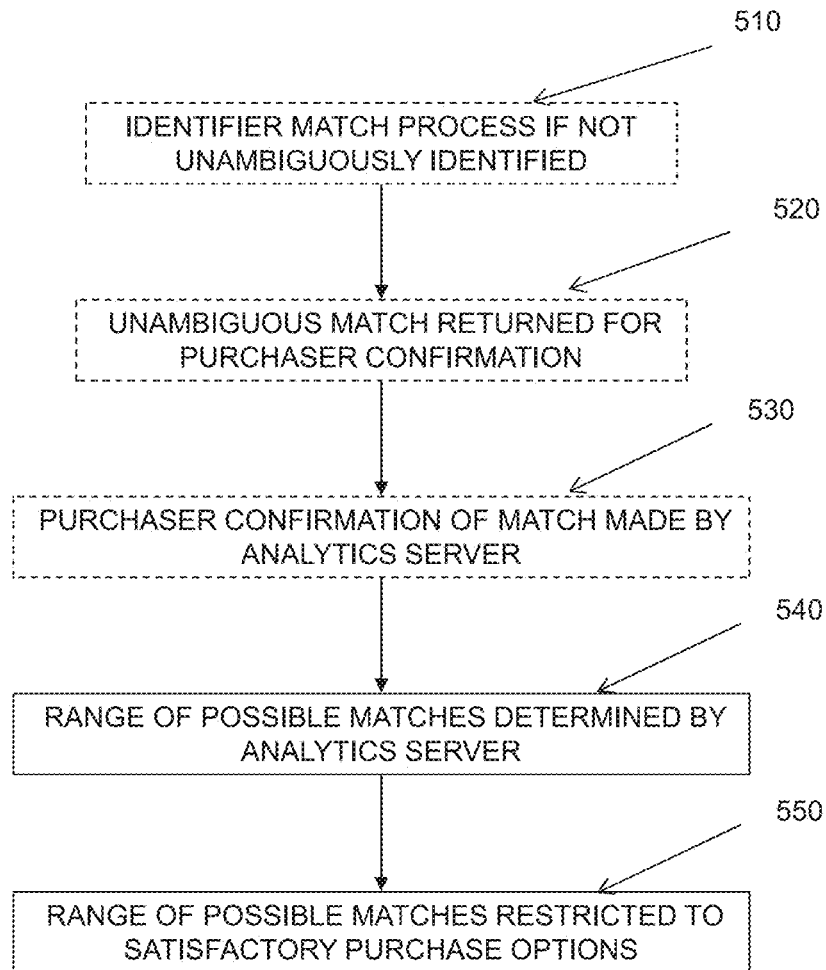 510
IDENTIFIER MATCH PROCESS IF NOT
UNAMBIGUOUSLY IDENTIFIED
520
UNAMBIGUOUS MATCH RETURNED FOR
PURCHASER CONFIRMATION
530
PURCHASER CONFIRMATION OF MATCH MADE BY
ANALYTICS SERVER
540
RANGE OF POSSIBLE MATCHES DETERMINED BY
ANALYTICS SERVER
550
RANGE OF POSSIBLE MATCHES RESTRICTED TO
SATISFACTORY PURCHASE OPTIONS